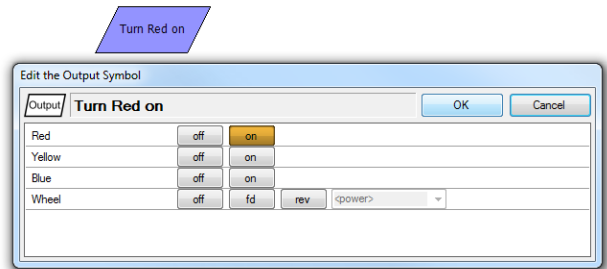 Turn Red on
Edit the Output Symbol
Output Turn Red on OK Cancel
Red off on
Yellow off on
Blue off on
Wheel off fd rev <power>